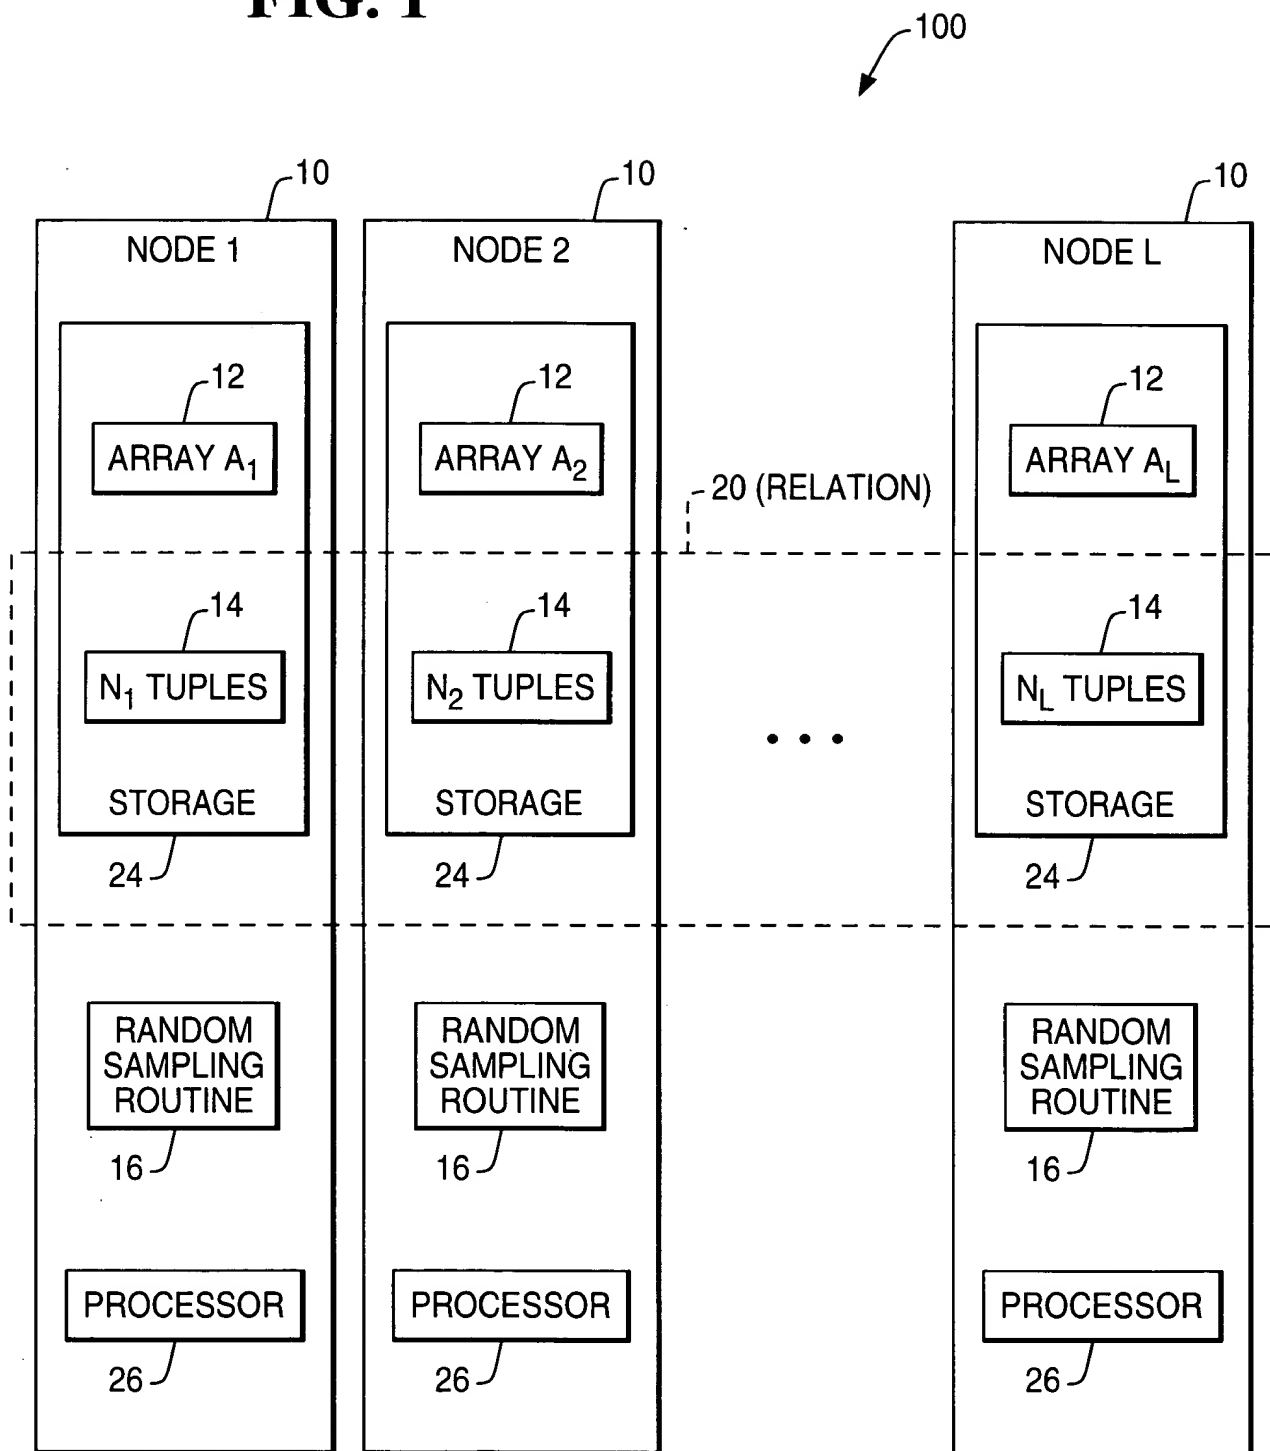 FIG. 1
100
10
10
10
NODE 1
NODE 2
NODE L
12
12
12
ARRAY A1
ARRAY A2
ARRAY AL
20 (RELATION)
14
14
14
N1 TUPLES
N2 TUPLES
NL TUPLES
• • •
STORAGE
STORAGE
STORAGE
24
24
24
RANDOM
SAMPLING
ROUTINE
RANDOM
SAMPLING
ROUTINE
RANDOM
SAMPLING
ROUTINE
16
16
16
PROCESSOR
PROCESSOR
PROCESSOR
26
26
26